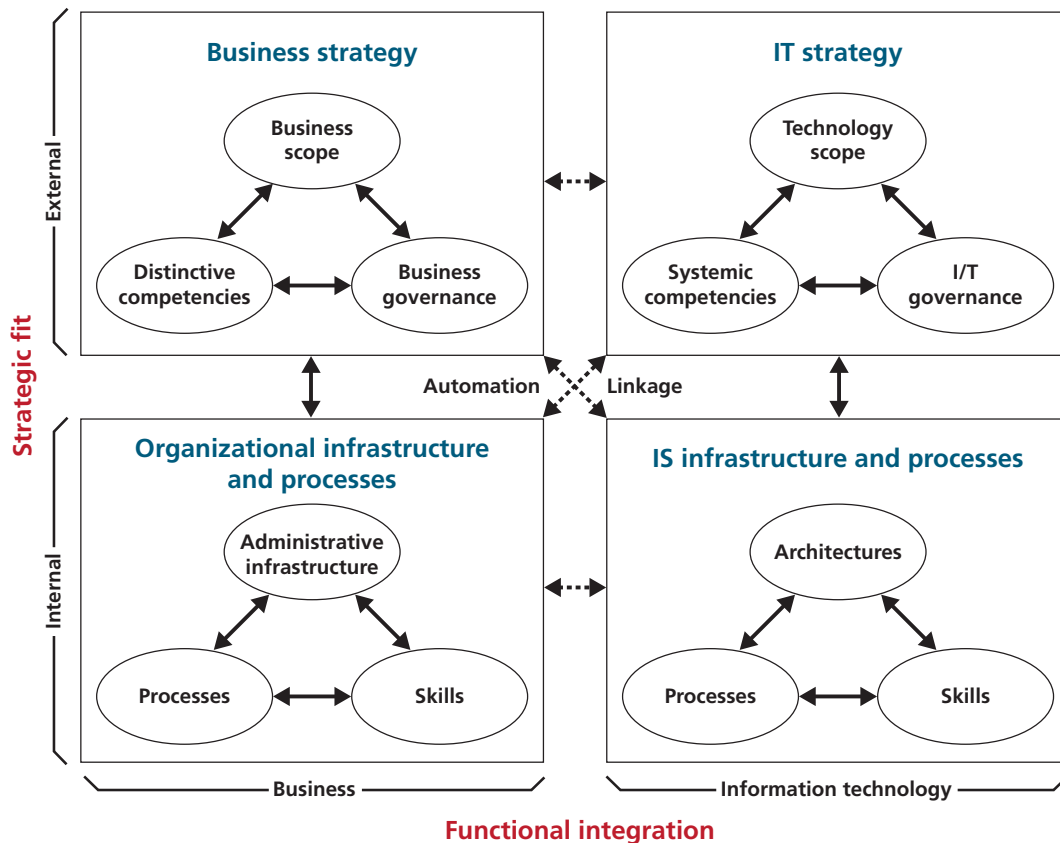 Business strategy
Business
scope
Distinctive
competencies
Business
governance
IT strategy
Technology
scope
Systemic
competencies
I/T
governance
External
Strategic fit
Automation
Linkage
Organizational infrastructure
and processes
Administrative
infrastructure
Processes
Skills
IS infrastructure and processes
Architectures
Processes
Skills
Internal
Business
Information technology
Functional integration